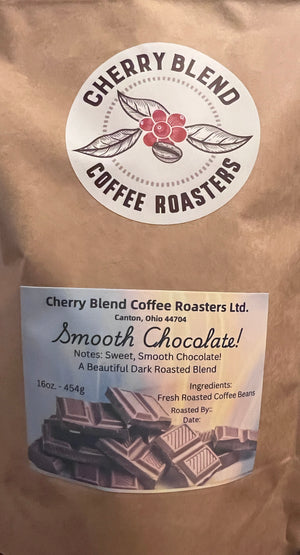 CHERRY BLEND
COFFEE ROASTERS
Cherry Blend Coffee Roasters Ltd.
Canton, Ohio 44704
Smooth Chocolate!
Notes: Sweet, Smooth Chocolate!
A Beautiful Dark Roasted Blend
16oz. - 454g
Ingredients:
Fresh Roasted Coffee Beans
Roasted By::
Date: